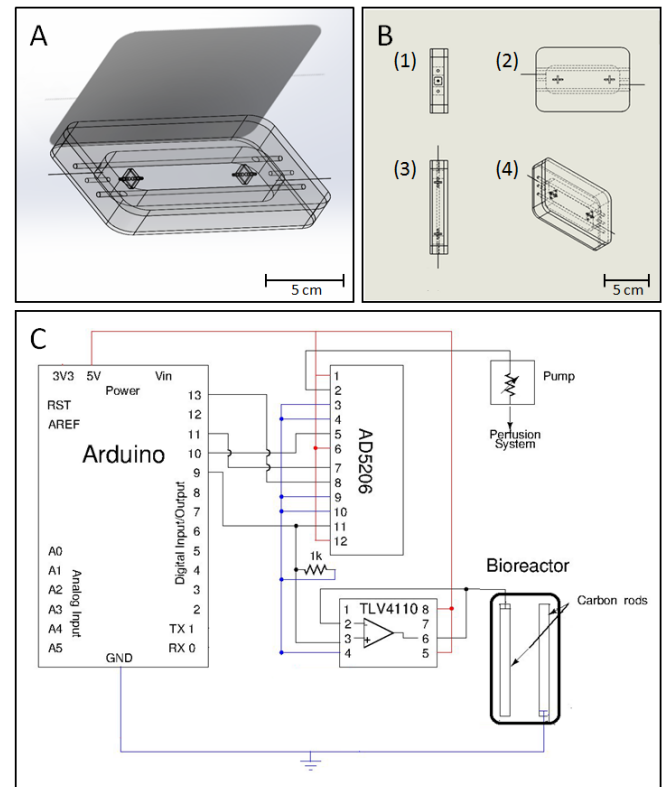 A
5 cm
B
(1)
(2)
(3)
(4)
5 cm
C
3V3 5V Vin
Power
RST
AREF
Arduino
13
12
11
10
9
8
7
6
5
4
3
2
TX 1
RX 0
Digital Input/Output
A0
A1
A2
A3
A4
A5
Analog Input
GND
1
2
3
4
5
6
7
8
9
10
11
12
AD5206
Pump
Perfusion
System
1k
TLV4110
1
2
3
4
8
7
6
5
-
+
Bioreactor
Carbon rods